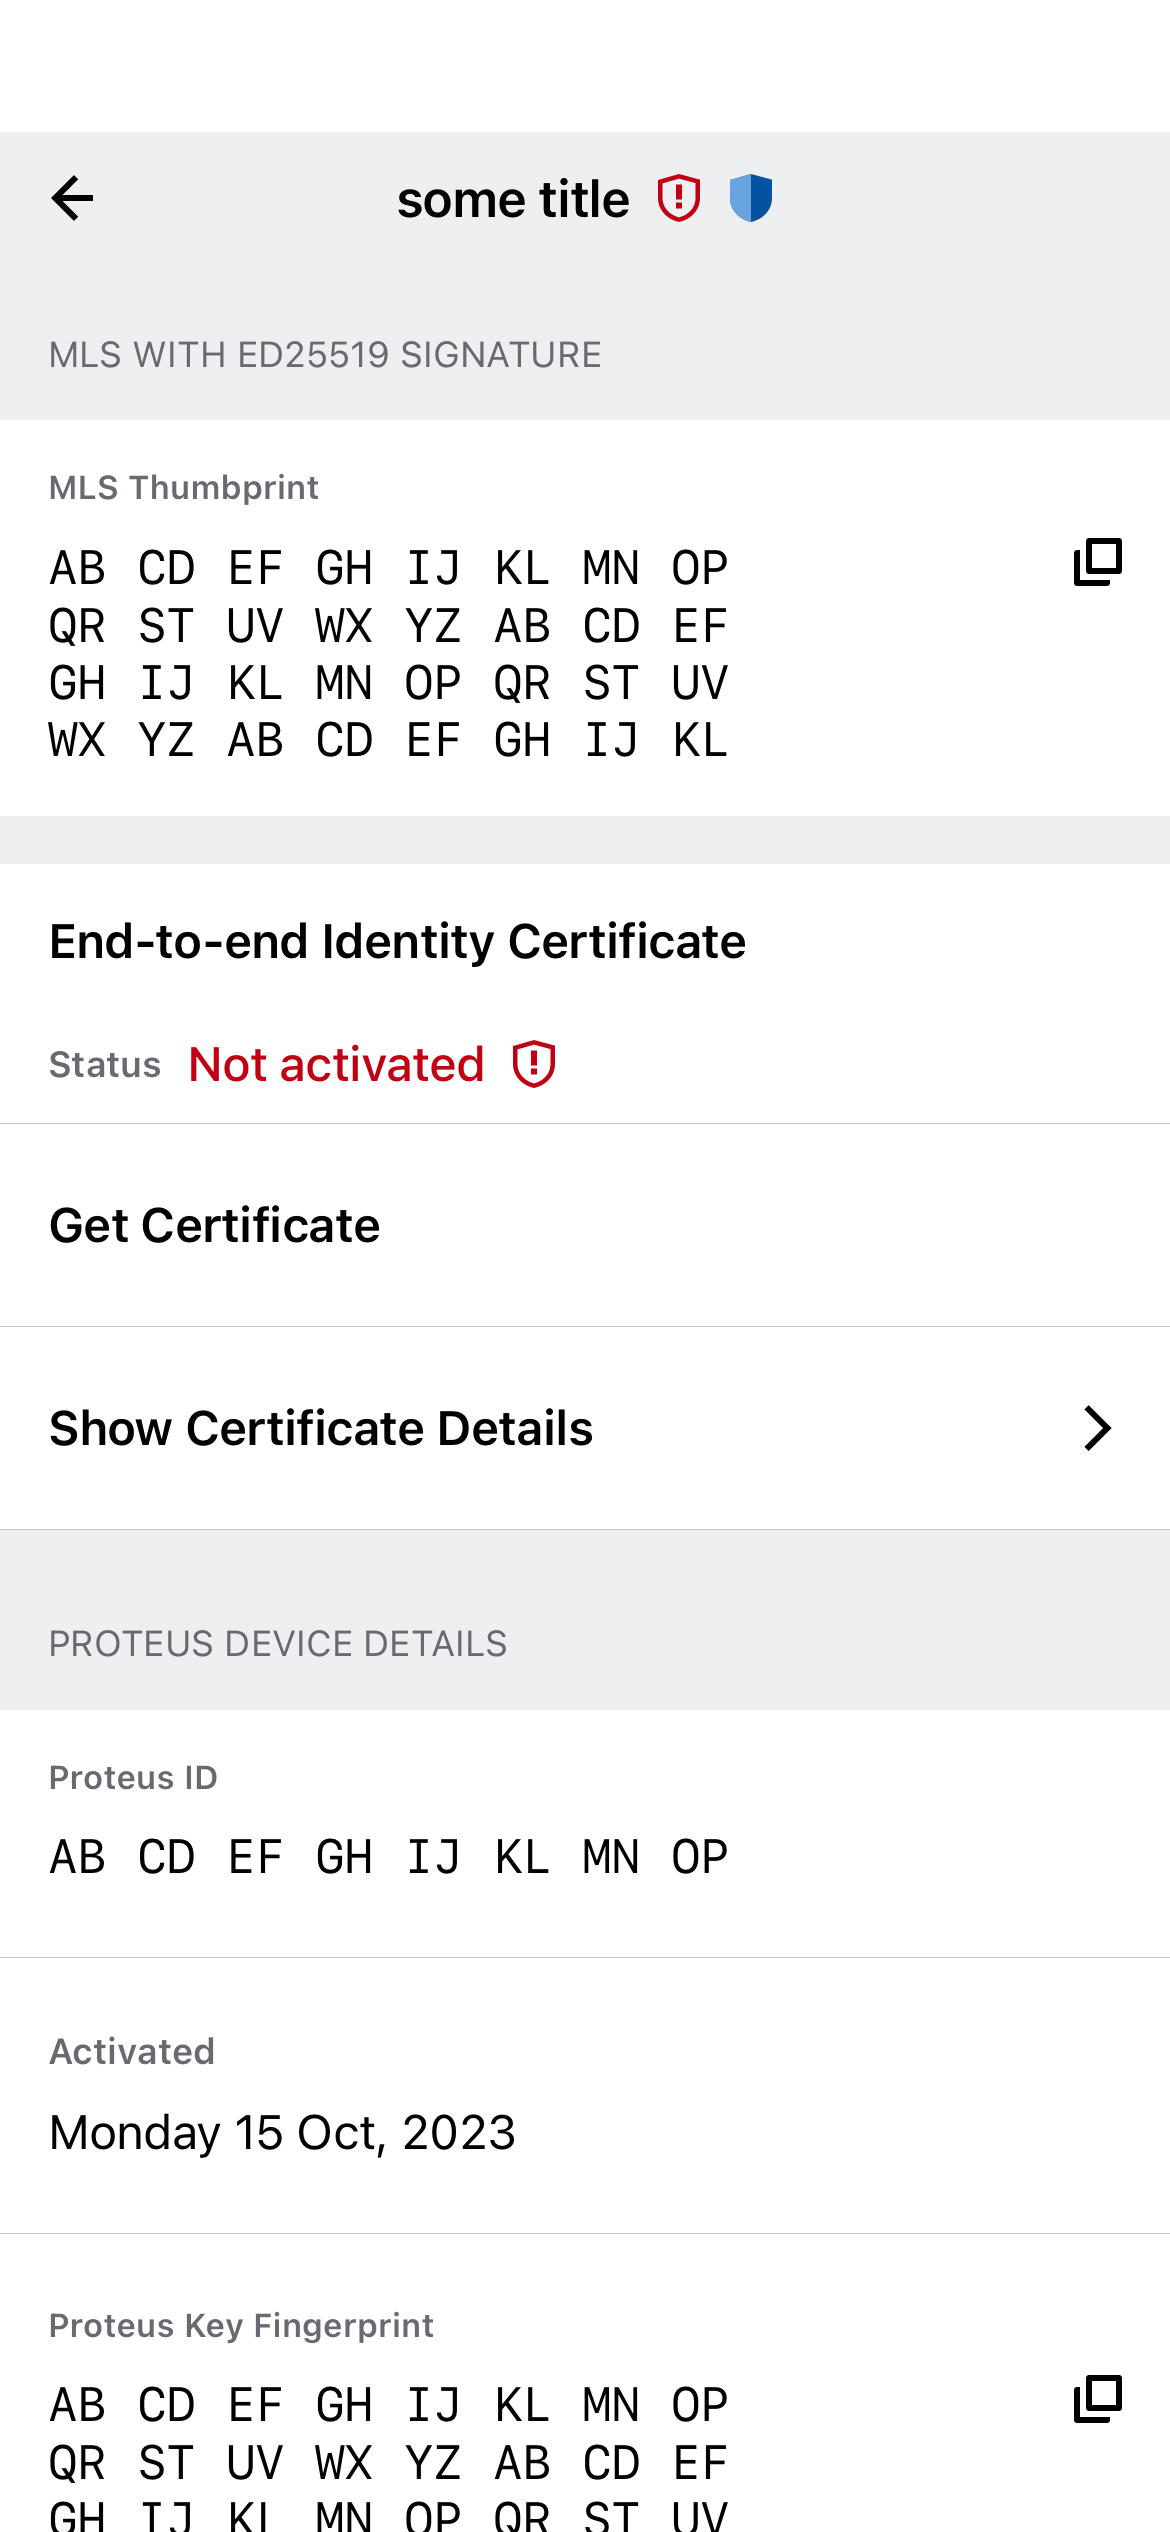 some title
MLS WITH ED25519 SIGNATURE
MLS Thumbprint
AB CD EF GH IJ KL MN OP
QR ST UV WX YZ AB CD EF
GH IJ KL MN OP QR ST UV
WX YZ AB CD EF GH IJ KL
End-to-end Identity Certificate
Status Not activated
Get Certificate
Show Certificate Details
PROTEUS DEVICE DETAILS
Proteus ID
AB CD EF GH IJ KL MN OP
Activated
Monday 15 Oct, 2023
Proteus Key Fingerprint
AB CD EF GH IJ KL MN OP
QR ST UV WX YZ AB CD EF
GH IJ KL MN OP QR ST UV